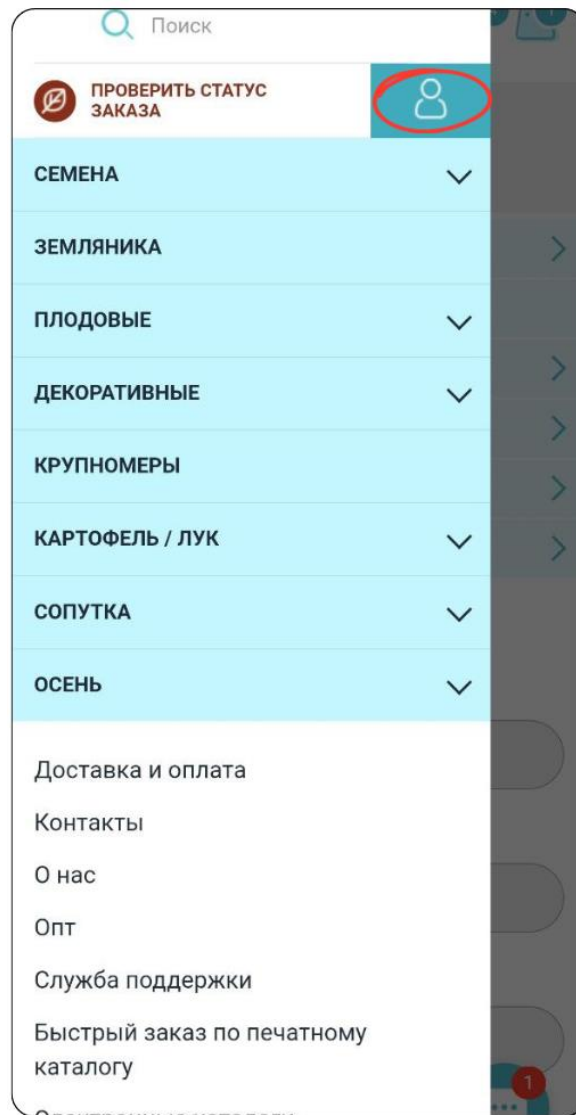 Поиск
ПРОВЕРИТЬ СТАТУС
ЗАКАЗА
СЕМЕНА
ЗЕМЛЯНИКА
ПЛОДОВЫЕ
ДЕКОРАТИВНЫЕ
КРУПНОМЕРЫ
КАРТОФЕЛЬ / ЛУК
СОПУТКА
ОСЕНЬ
Доставка и оплата
Контакты
О нас
Опт
Служба поддержки
Быстрый заказ по печатному
каталогу
1